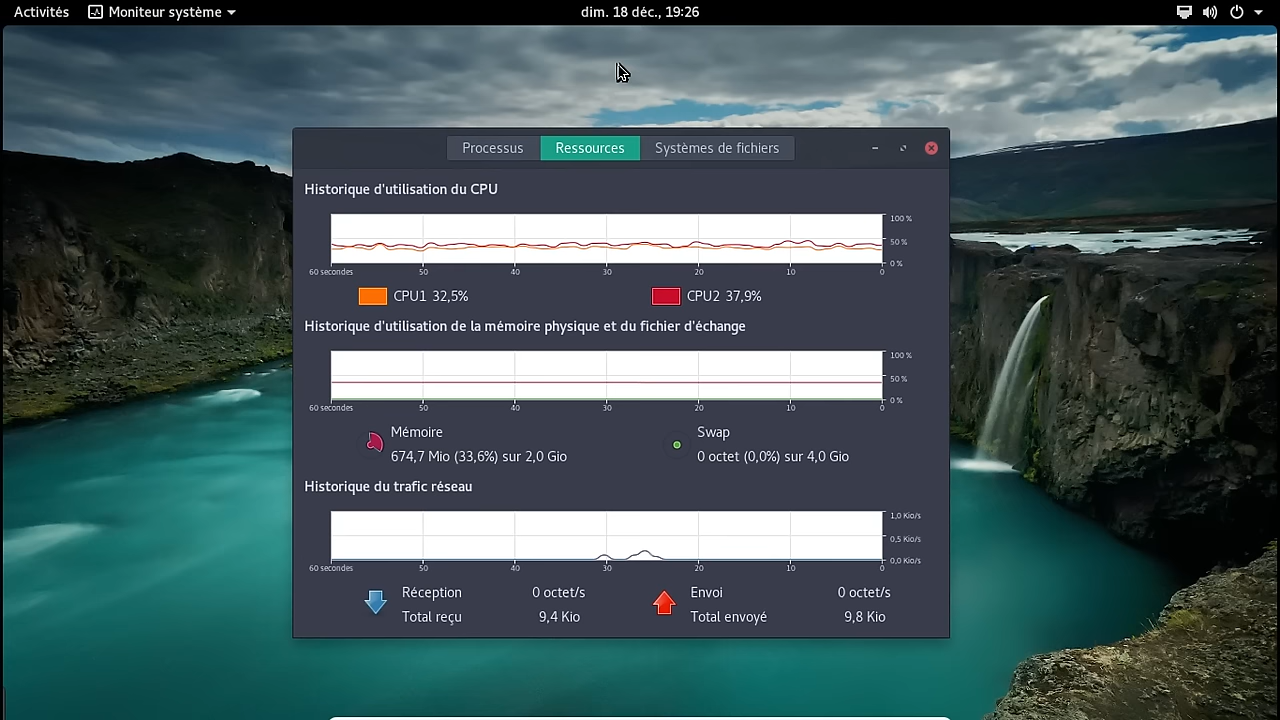 Activités Moniteur système dim. 18 déc., 19:26
Processus Ressources Systèmes de fichiers
Historique d'utilisation du CPU
100 %
50 %
0 %
60 secondes 50 40 30 20 10 0
CPU1 32,5% CPU2 37,9%
Historique d'utilisation de la mémoire physique et du fichier d'échange
100 %
50 %
0 %
60 secondes 50 40 30 20 10 0
Mémoire Swap
674,7 Mio (33,6%) sur 2,0 Gio 0 octet (0,0%) sur 4,0 Gio
Historique du trafic réseau
1,0 Kio/s
0,5 Kio/s
0,0 Kio/s
60 secondes 50 40 30 20 10 0
Réception 0 octet/s Envoi 0 octet/s
Total reçu 9,4 Kio Total envoyé 9,8 Kio